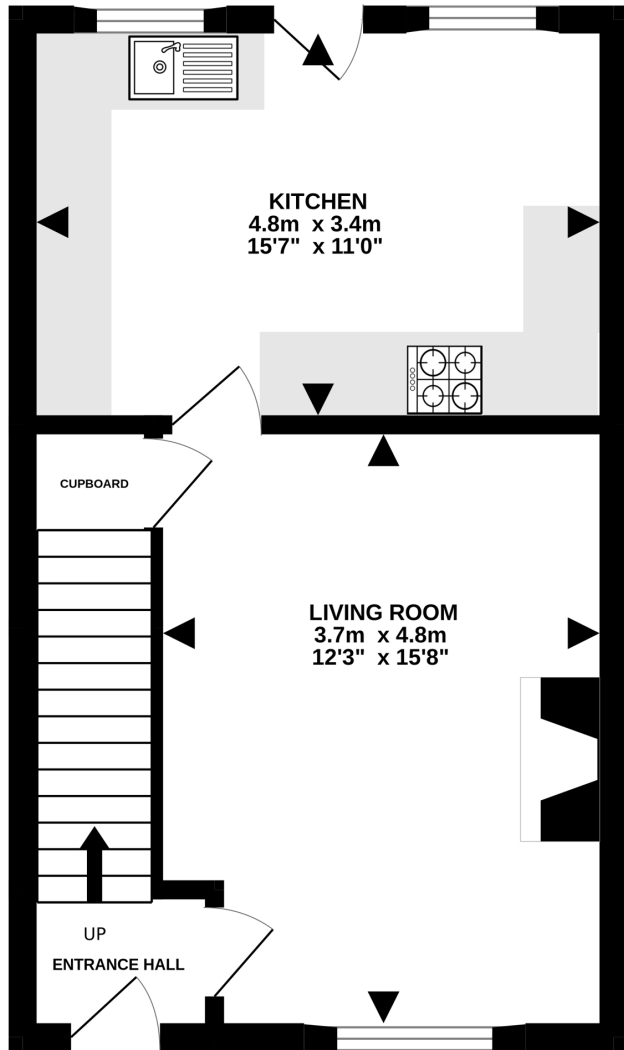 KITCHEN
4.8m  x 3.4m
15'7"  x 11'0"
CUPBOARD
LIVING ROOM
3.7m  x 4.8m
12'3"  x 15'8"
UP
ENTRANCE HALL